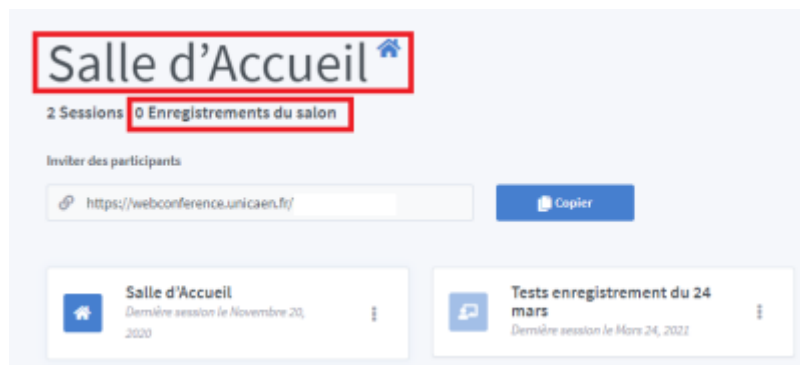 Salle d'Accueil
2 Sessions 0 Enregistrements du salon
Inviter des participants
https://webconference.unicaen.fr/
Copier
Salle d'Accueil
Dernière session le Novembre 20,
2020
Tests enregistrement du 24
mars
Dernière session le Mars 24, 2021